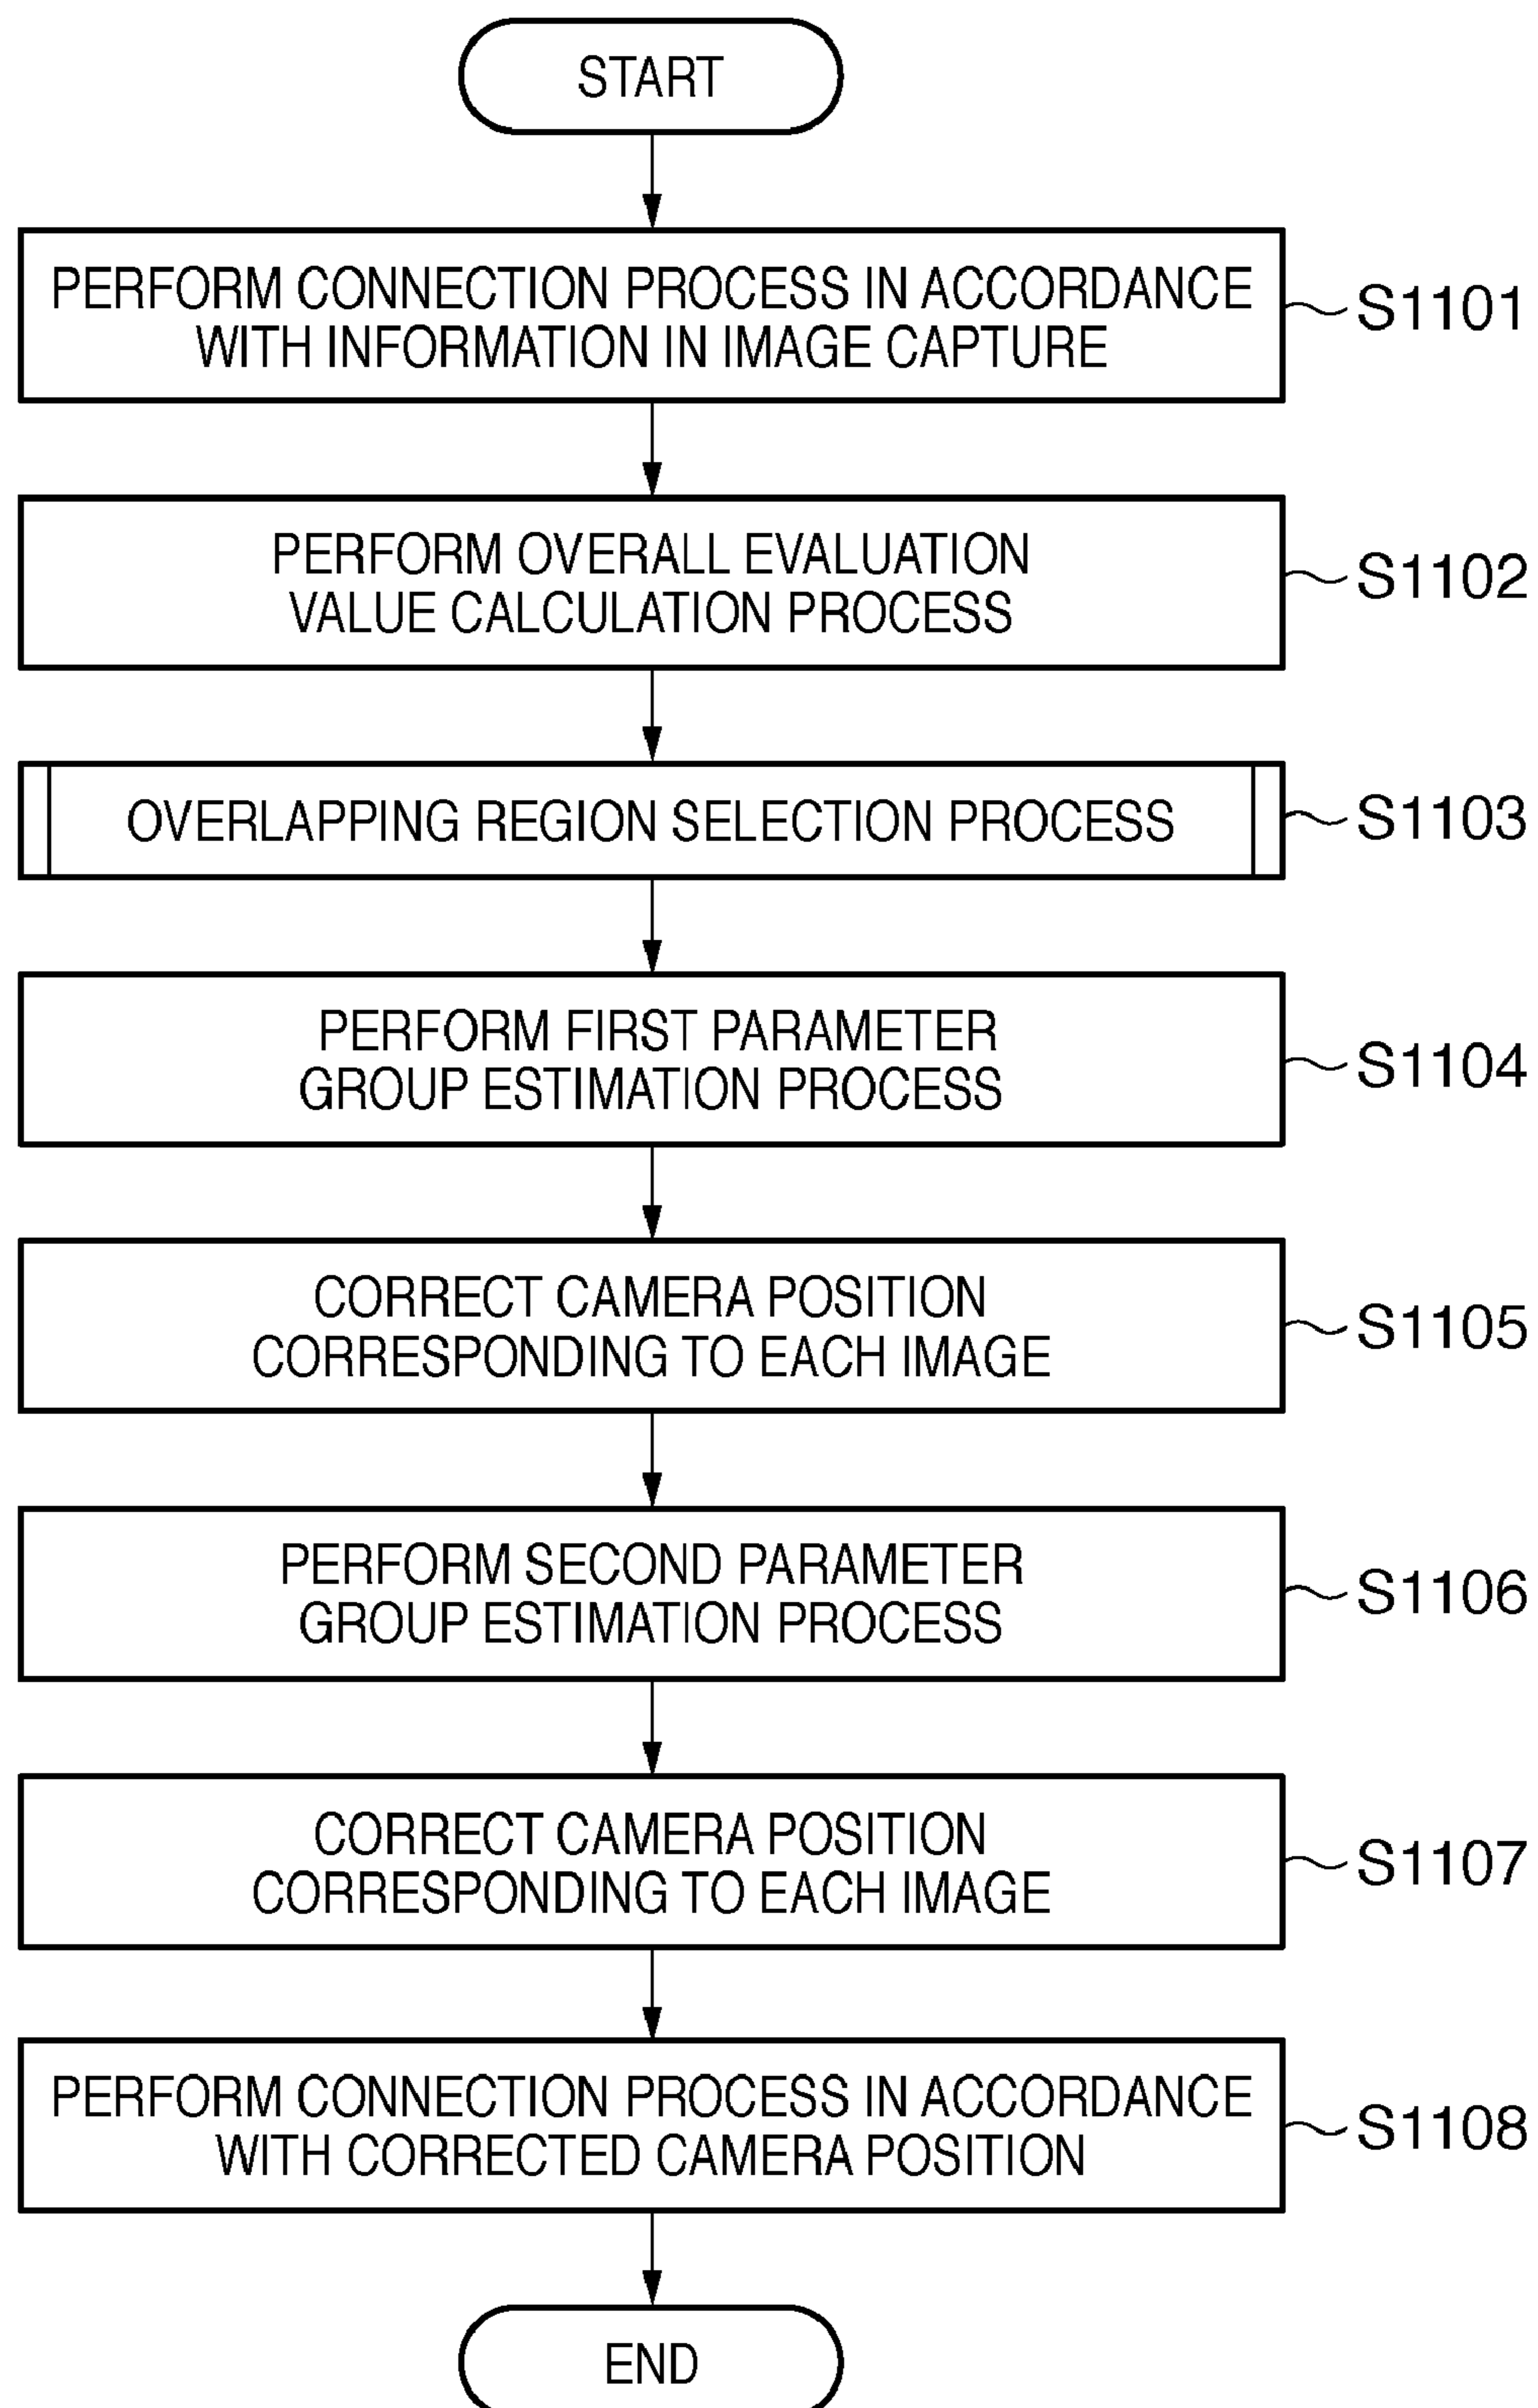 START
PERFORM CONNECTION PROCESS IN ACCORDANCE
WITH INFORMATION IN IMAGE CAPTURE
S1101
PERFORM OVERALL EVALUATION
VALUE CALCULATION PROCESS
S1102
OVERLAPPING REGION SELECTION PROCESS
S1103
PERFORM FIRST PARAMETER
GROUP ESTIMATION PROCESS
S1104
CORRECT CAMERA POSITION
CORRESPONDING TO EACH IMAGE
S1105
PERFORM SECOND PARAMETER
GROUP ESTIMATION PROCESS
S1106
CORRECT CAMERA POSITION
CORRESPONDING TO EACH IMAGE
S1107
PERFORM CONNECTION PROCESS IN ACCORDANCE
WITH CORRECTED CAMERA POSITION
S1108
END